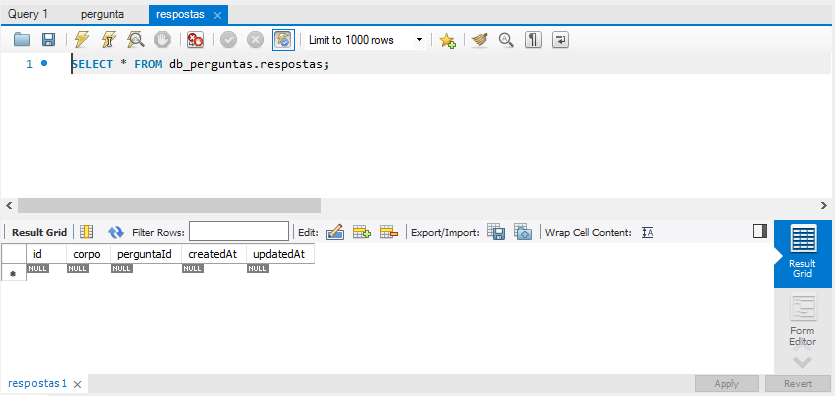 Query 1 pergunta respostas
Limit to 1000 rows
1 SELECT * FROM db_perguntas.respostas;
Result Grid Filter Rows: Edit: Export/Import: Wrap Cell Content: IA
id corpo perguntaId createdAt updatedAt
NULL NULL NULL NULL NULL
Result
Grid
Form
Editor
respostas1
Apply Revert